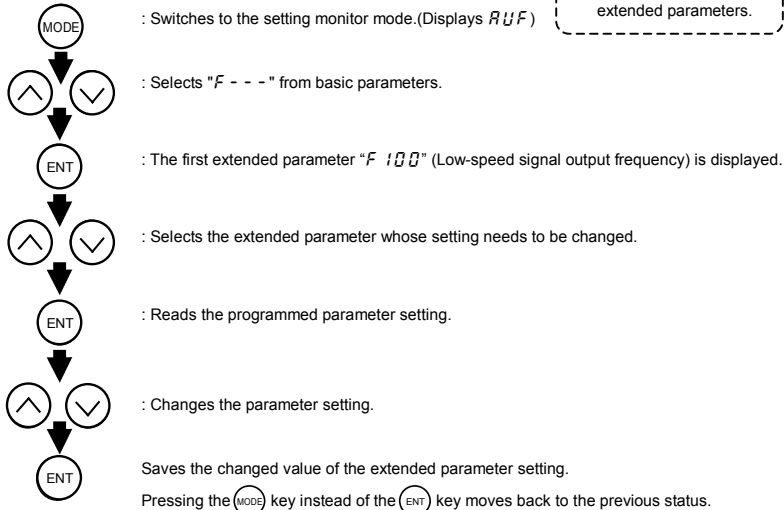 extended parameters.
MODE : Switches to the setting monitor mode.(Displays AUF)
: Selects "F - - -" from basic parameters.
ENT : The first extended parameter “F 100” (Low-speed signal output frequency) is displayed.
: Selects the extended parameter whose setting needs to be changed.
ENT : Reads the programmed parameter setting.
: Changes the parameter setting.
ENT Saves the changed value of the extended parameter setting.
Pressing the MODE key instead of the ENT key moves back to the previous status.